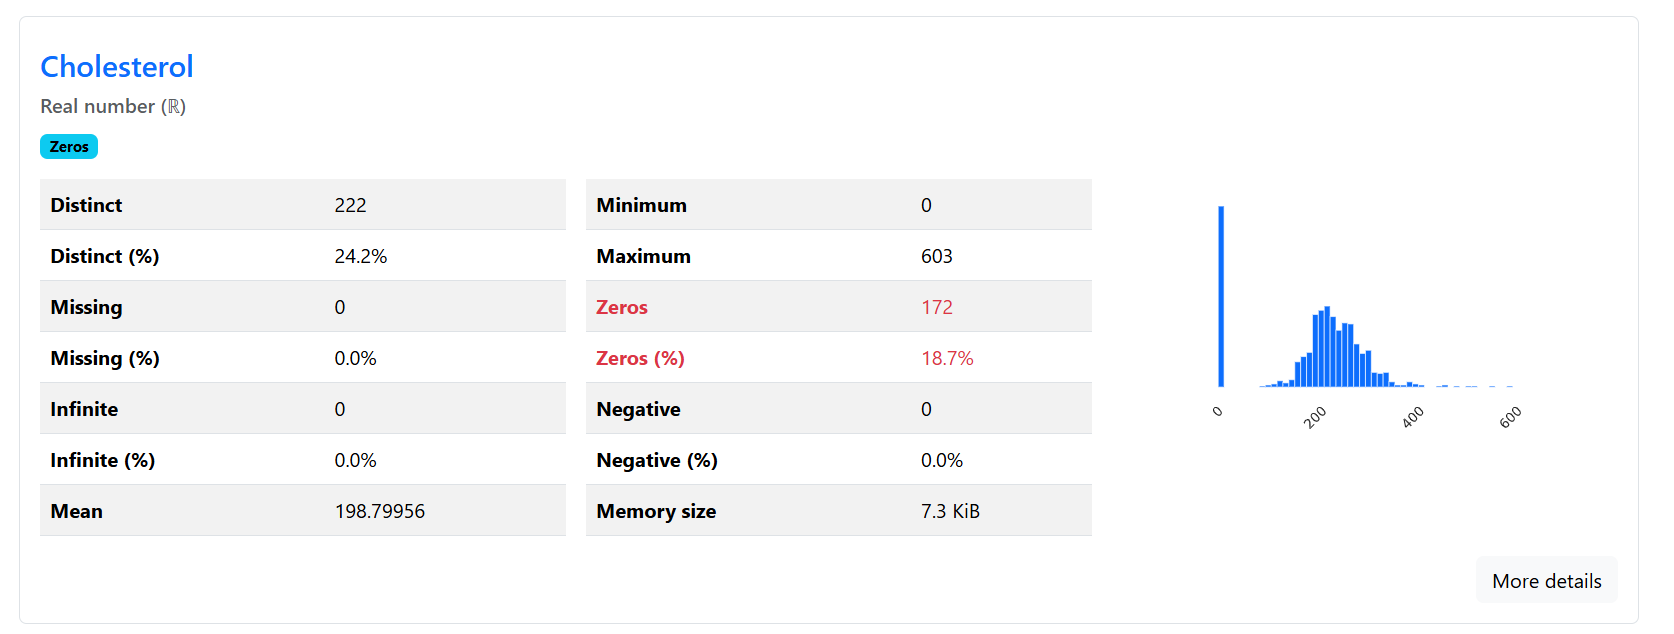 Cholesterol
Real number (ℝ)
Zeros
Distinct 222
Distinct (%) 24.2%
Missing 0
Missing (%) 0.0%
Infinite 0
Infinite (%) 0.0%
Mean 198.79956
Minimum 0
Maximum 603
Zeros 172
Zeros (%) 18.7%
Negative 0
Negative (%) 0.0%
Memory size 7.3 KiB
0 200 400 600
More details